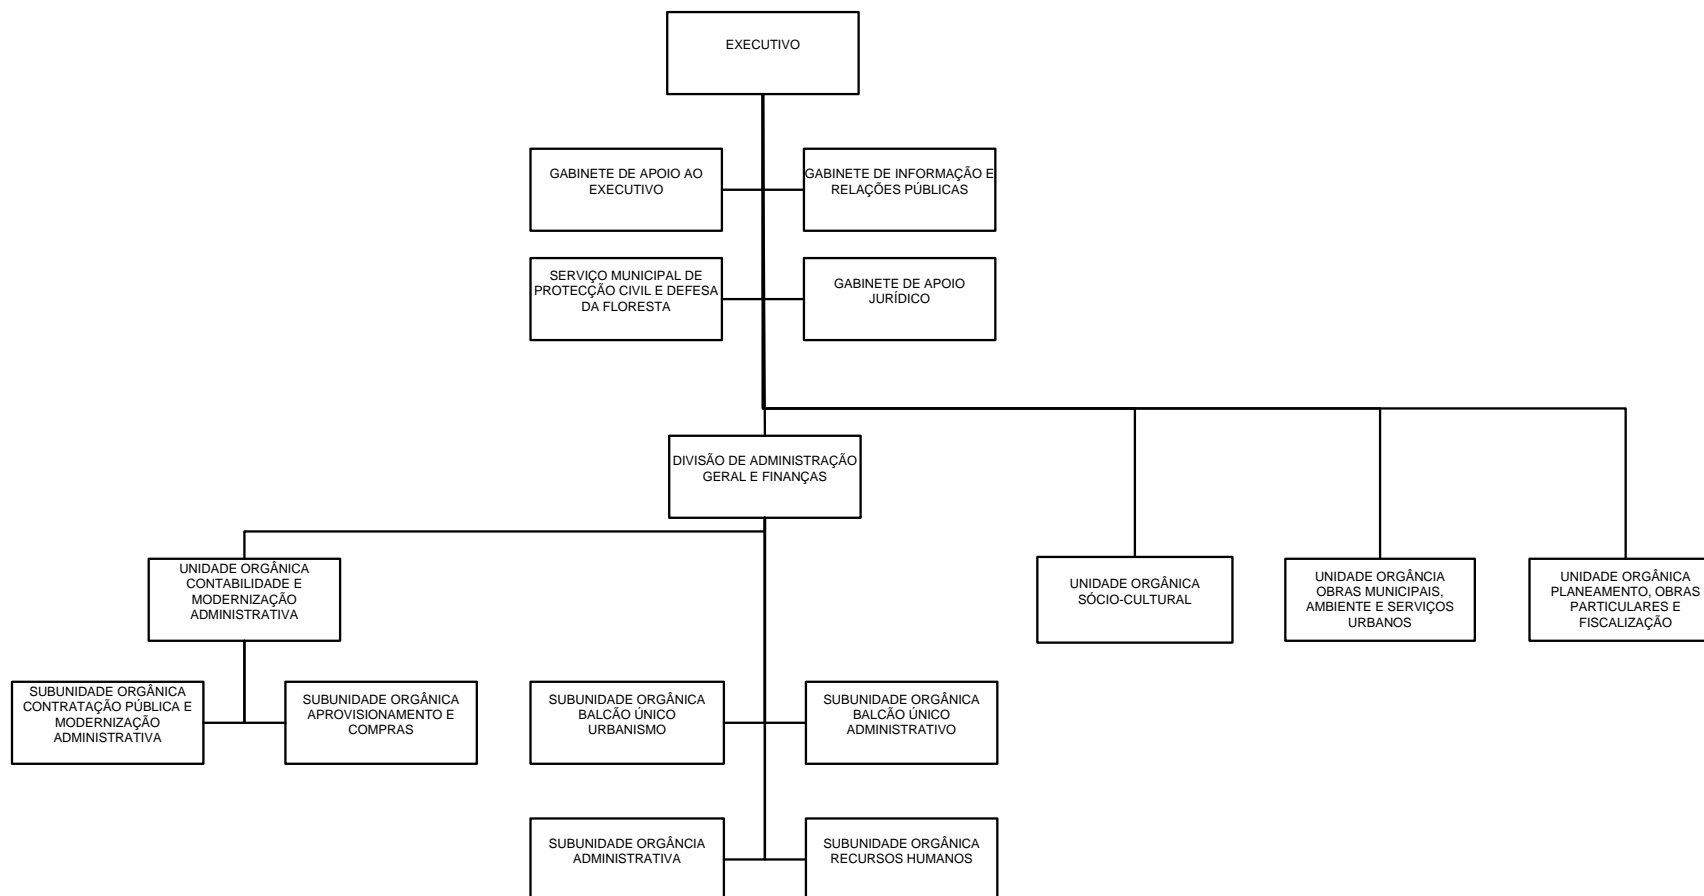 EXECUTIVO
GABINETE DE APOIO AO
EXECUTIVO
GABINETE DE INFORMAÇÃO E
RELAÇÕES PÚBLICAS
SERVIÇO MUNICIPAL DE
PROTECÇÃO CIVIL E DEFESA
DA FLORESTA
GABINETE DE APOIO
JURÍDICO
DIVISÃO DE ADMINISTRAÇÃO
GERAL E FINANÇAS
UNIDADE ORGÂNICA
CONTABILIDADE E
MODERNIZAÇÃO
ADMINISTRATIVA
UNIDADE ORGÂNICA
SÓCIO-CULTURAL
UNIDADE ORGÂNCIA
OBRAS MUNICIPAIS,
AMBIENTE E SERVIÇOS
URBANOS
UNIDADE ORGÂNICA
PLANEAMENTO, OBRAS
PARTICULARES E
FISCALIZAÇÃO
SUBUNIDADE ORGÂNICA
CONTRATAÇÃO PÚBLICA E
MODERNIZAÇÃO
ADMINISTRATIVA
SUBUNIDADE ORGÂNICA
APROVISIONAMENTO E
COMPRAS
SUBUNIDADE ORGÂNICA
BALCÃO ÚNICO
URBANISMO
SUBUNIDADE ORGÂNICA
BALCÃO ÚNICO
ADMINISTRATIVO
SUBUNIDADE ORGÂNCIA
ADMINISTRATIVA
SUBUNIDADE ORGÂNICA
RECURSOS HUMANOS